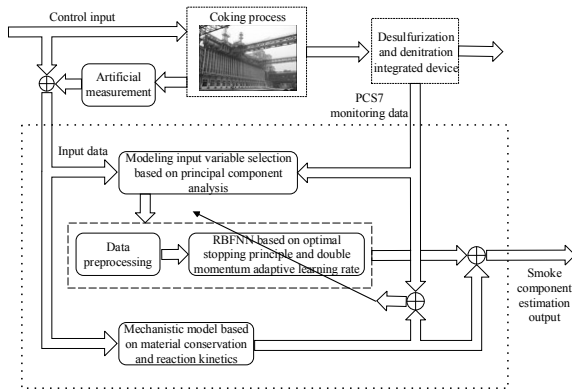 Control input
Coking process
Desulfurization
and denitration
integrated device
Artificial
measurement
PCS7
monitoring data
Input data
Modeling input variable selection
based on principal component
analysis
Data
preprocessing
RBFNN based on optimal
stopping principle and double
momentum adaptive learning rate
Smoke
component
estimation
output
Mechanistic model based
on material conservation
and reaction kinetics